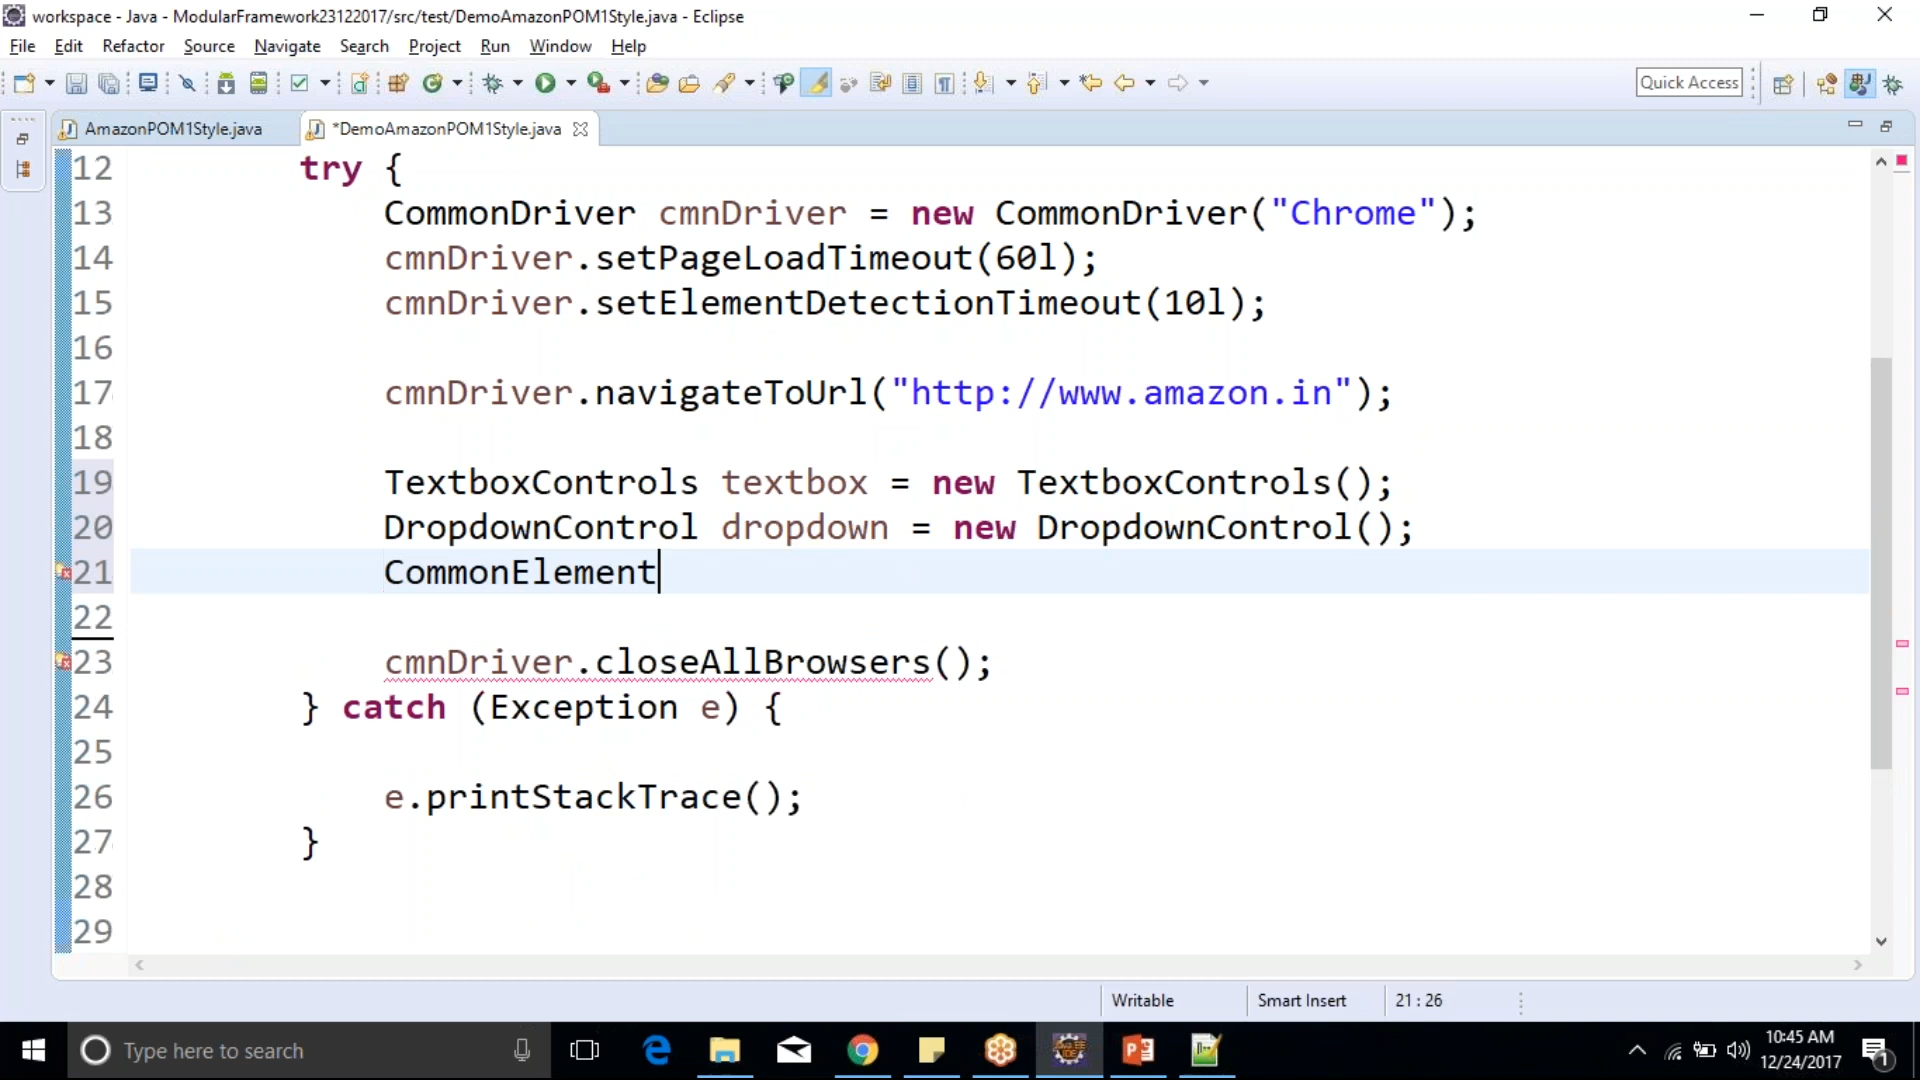 workspace - Java - ModularFramework23122017/src/test/DemoAmazonPOM1Style.java - Eclipse
File Edit Refactor Source Navigate Search Project Run Window Help
Quick Access
AmazonPOM1Style.java *DemoAmazonPOM1Style.java
12 try {
13 CommonDriver cmnDriver = new CommonDriver("Chrome");
14 cmnDriver.setPageLoadTimeout(60l);
15 cmnDriver.setElementDetectionTimeout(10l);
16
17 cmnDriver.navigateToUrl("http://www.amazon.in");
18
19 TextboxControls textbox = new TextboxControls();
20 DropdownControl dropdown = new DropdownControl();
21 CommonElement
22
23 cmnDriver.closeAllBrowsers();
24 } catch (Exception e) {
25
26 e.printStackTrace();
27 }
28
29
Writable Smart Insert 21 : 26
Type here to search
10:45 AM
12/24/2017
1